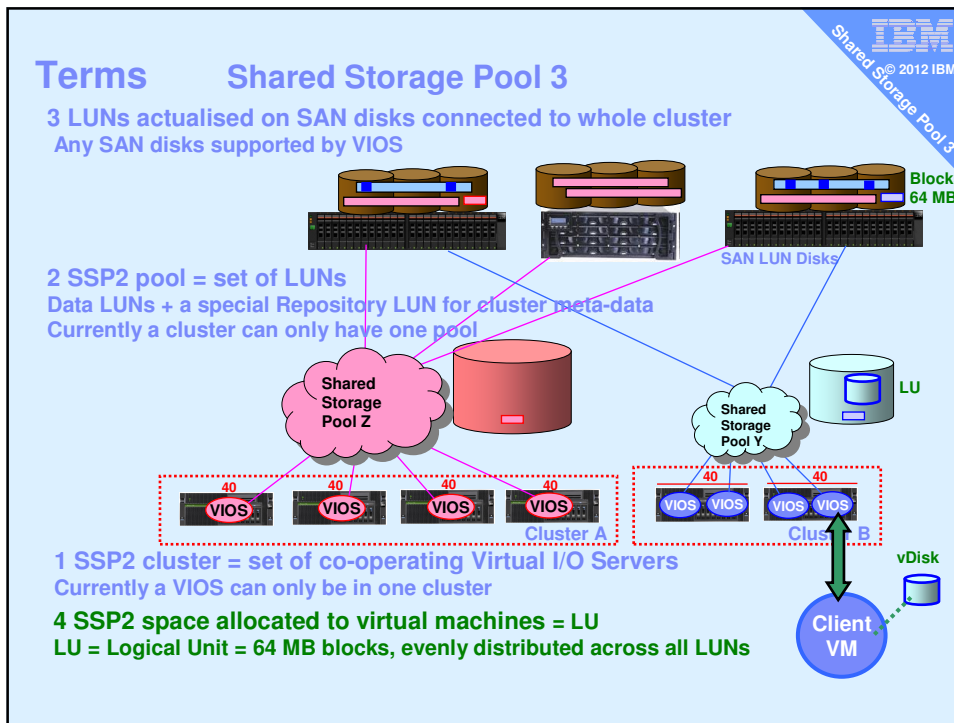 IBM
© 2012 IBM
Shared Storage Pool 3
Terms Shared Storage Pool 3
3 LUNs actualised on SAN disks connected to whole cluster
Any SAN disks supported by VIOS
Block
64 MB
SAN LUN Disks
2 SSP2 pool = set of LUNs
Data LUNs + a special Repository LUN for cluster meta-data
Currently a cluster can only have one pool
Shared
Storage
Pool Z
LU
Shared
Storage
Pool Y
40 40 40 40
VIOS VIOS VIOS VIOS
Cluster A
40 40
VIOS VIOS VIOS VIOS
Cluster B
1 SSP2 cluster = set of co-operating Virtual I/O Servers
Currently a VIOS can only be in one cluster
vDisk
4 SSP2 space allocated to virtual machines = LU
LU = Logical Unit = 64 MB blocks, evenly distributed across all LUNs
Client
VM